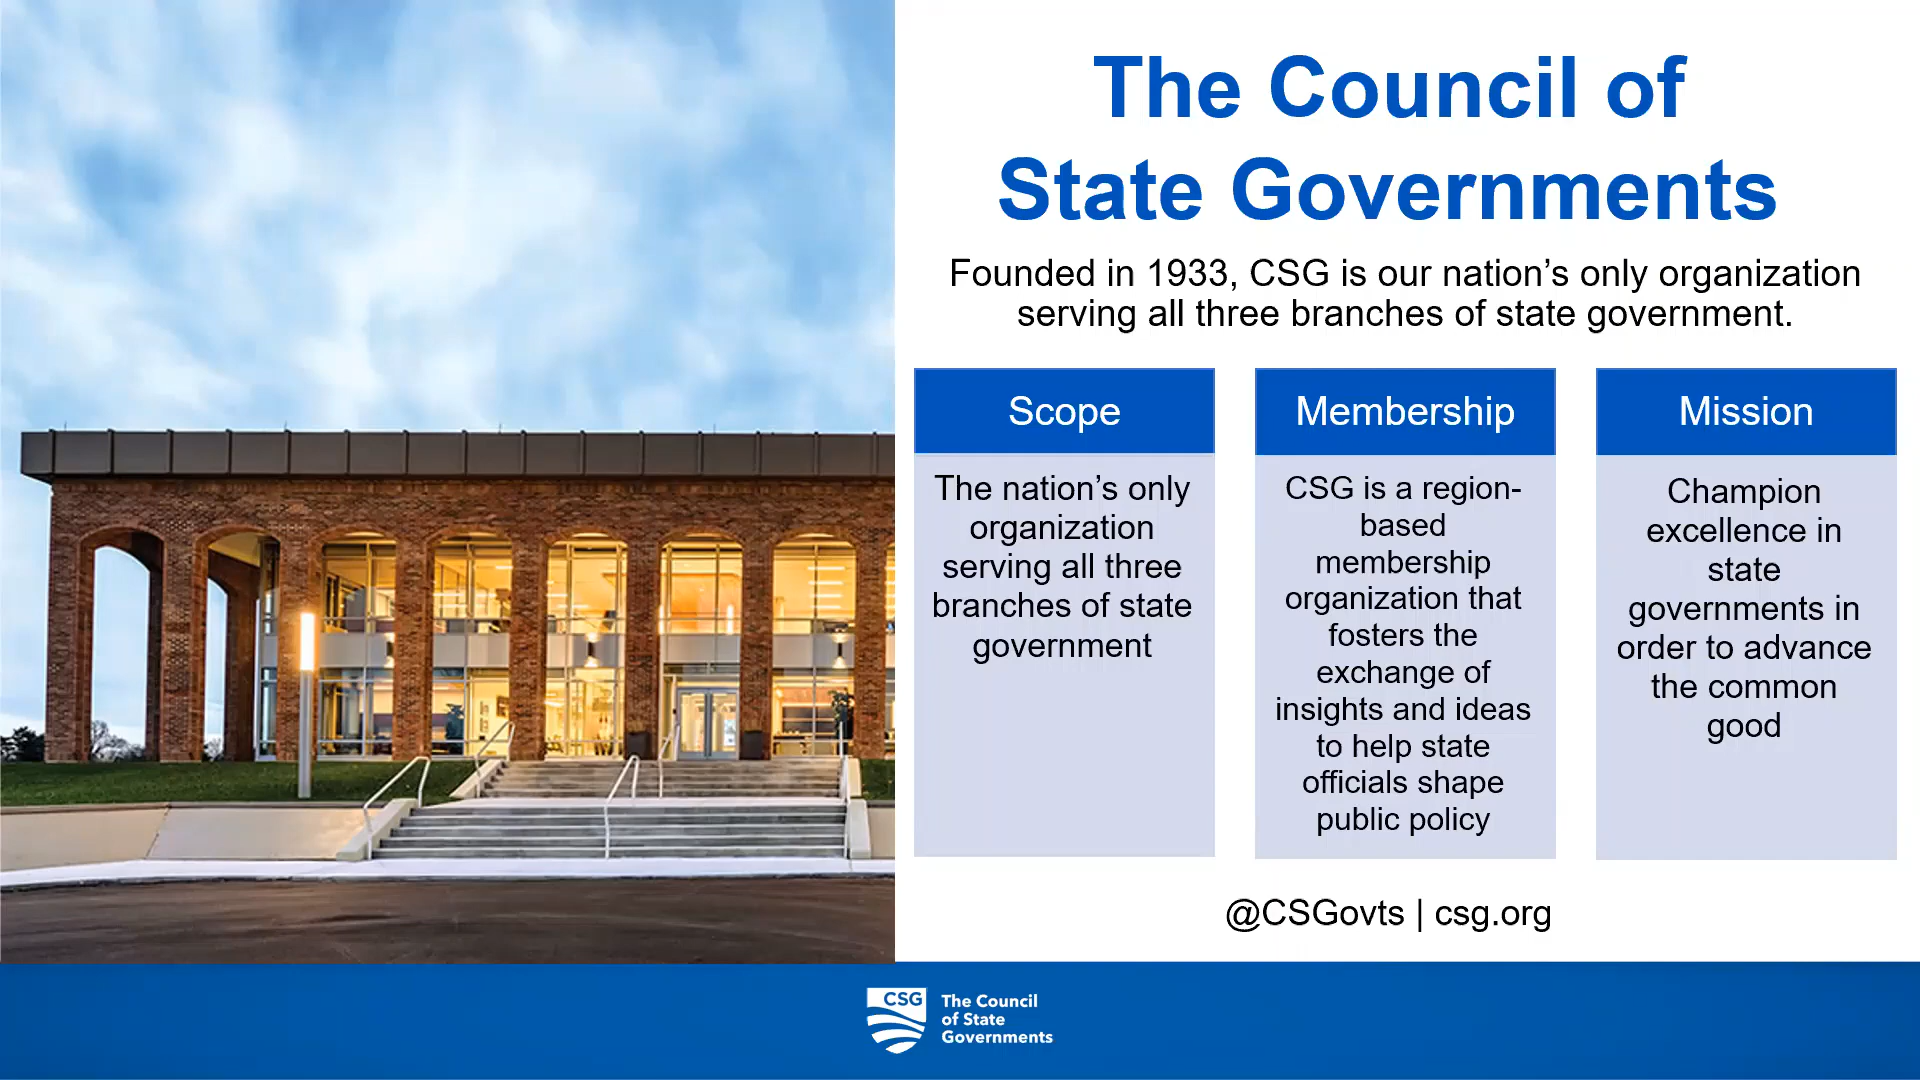 The Council of
State Governments
Founded in 1933, CSG is our nation’s only organization
serving all three branches of state government.
Scope
The nation’s only
organization
serving all three
branches of state
government
Membership
CSG is a region-
based
membership
organization that
fosters the
exchange of
insights and ideas
to help state
officials shape
public policy
Mission
Champion
excellence in
state
governments in
order to advance
the common
good
@CSGovts | csg.org
CSG
The Council
of State
Governments